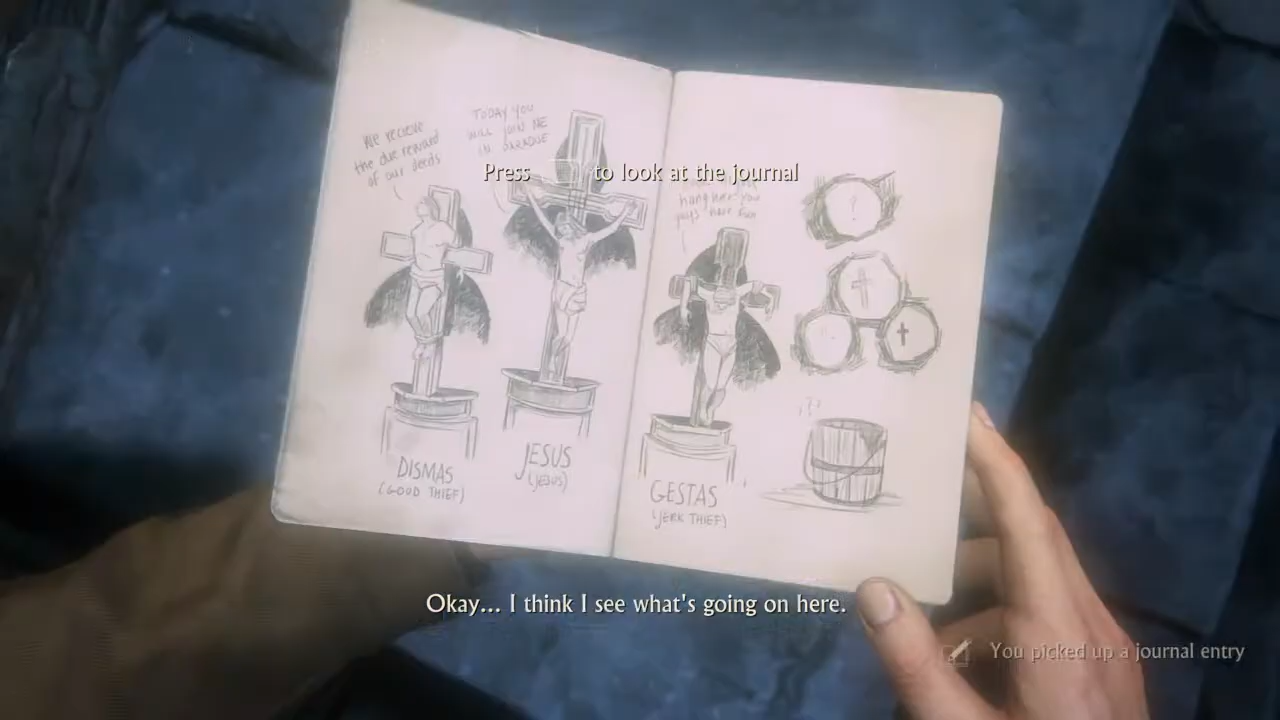 We recieve
the due reward
of our deeds
TODAY YOU
WILL JOIN ME
IN PARADISE
Press to look at the journal
hang here you
guys have fun
DISMAS
(GOOD THIEF)
JESUS
(JESUS)
GESTAS
(JERK THIEF)
?
???
Okay... I think I see what's going on here.
You picked up a journal entry